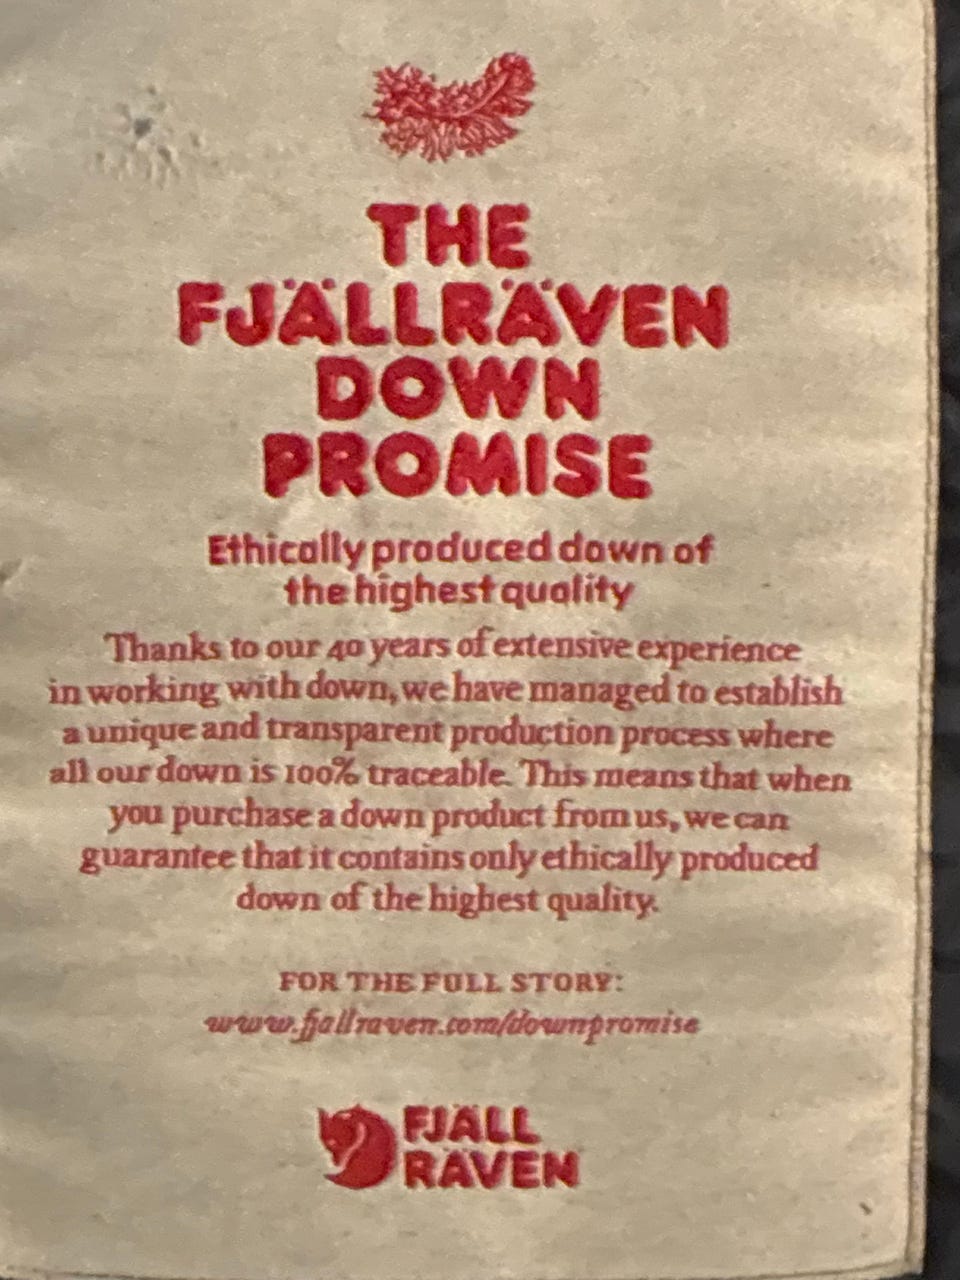 THE
FJÄLLRÄVEN
DOWN
PROMISE
Ethically produced down of
the highest quality
Thanks to our 40 years of extensive experience
in working with down, we have managed to establish
a unique and transparent production process where
all our down is 100% traceable. This means that when
you purchase a down product from us, we can
guarantee that it contains only ethically produced
down of the highest quality.
FOR THE FULL STORY:
www.fjallraven.com/downpromise
FJÄLL
RÄVEN